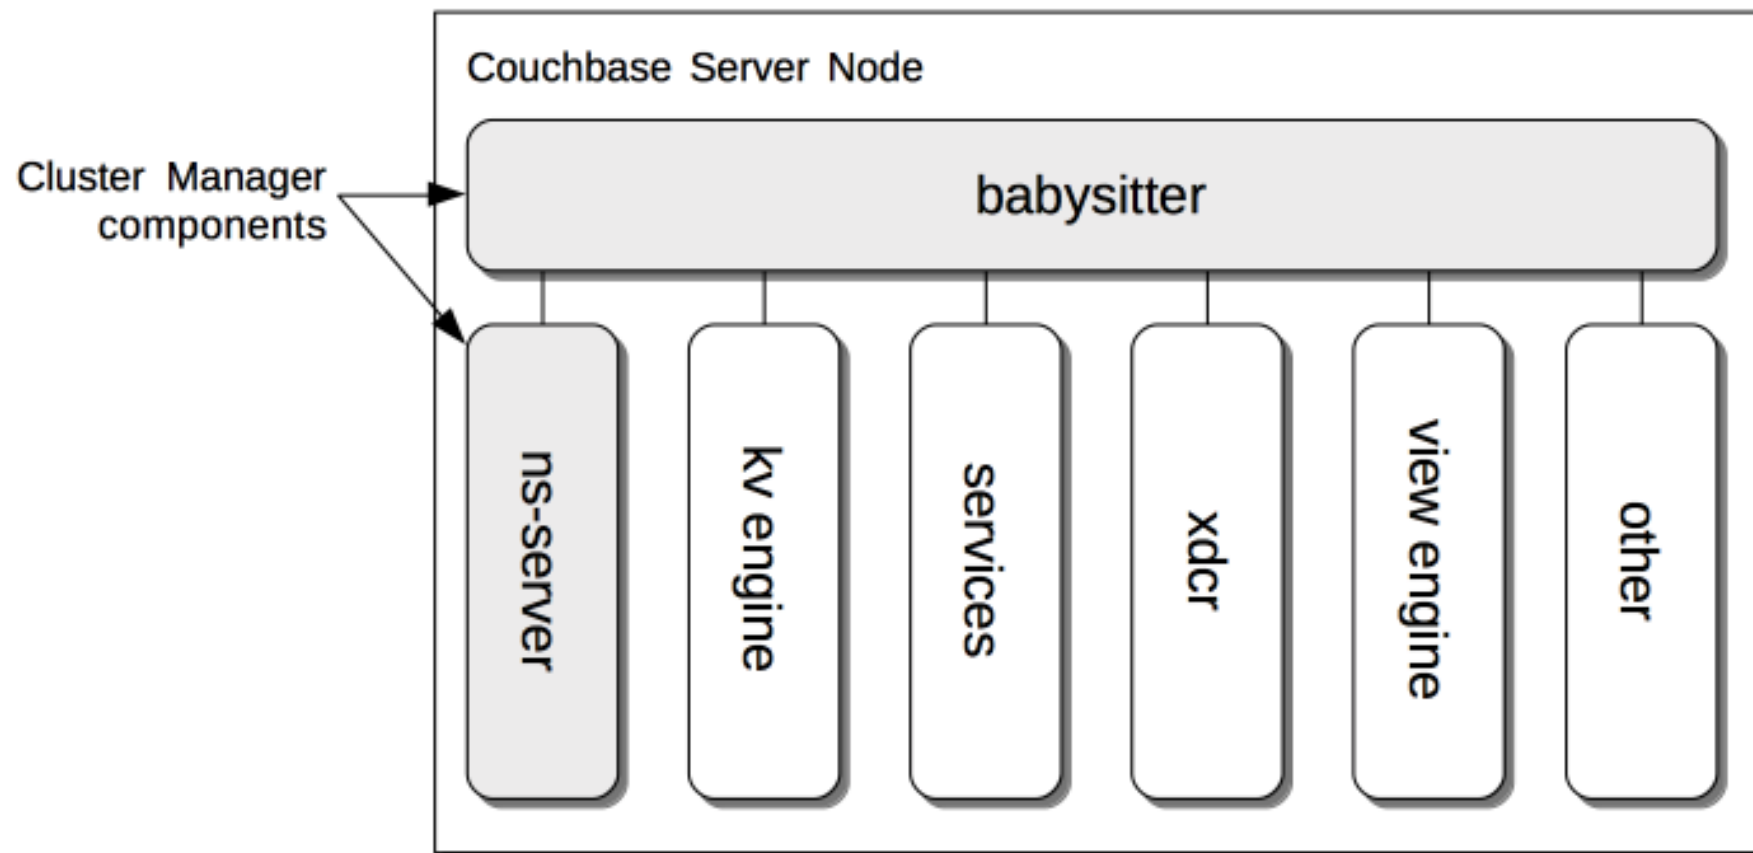 Couchbase Server Node
Cluster Manager
components
babysitter
ns-server
kv engine
services
xdcr
view engine
other